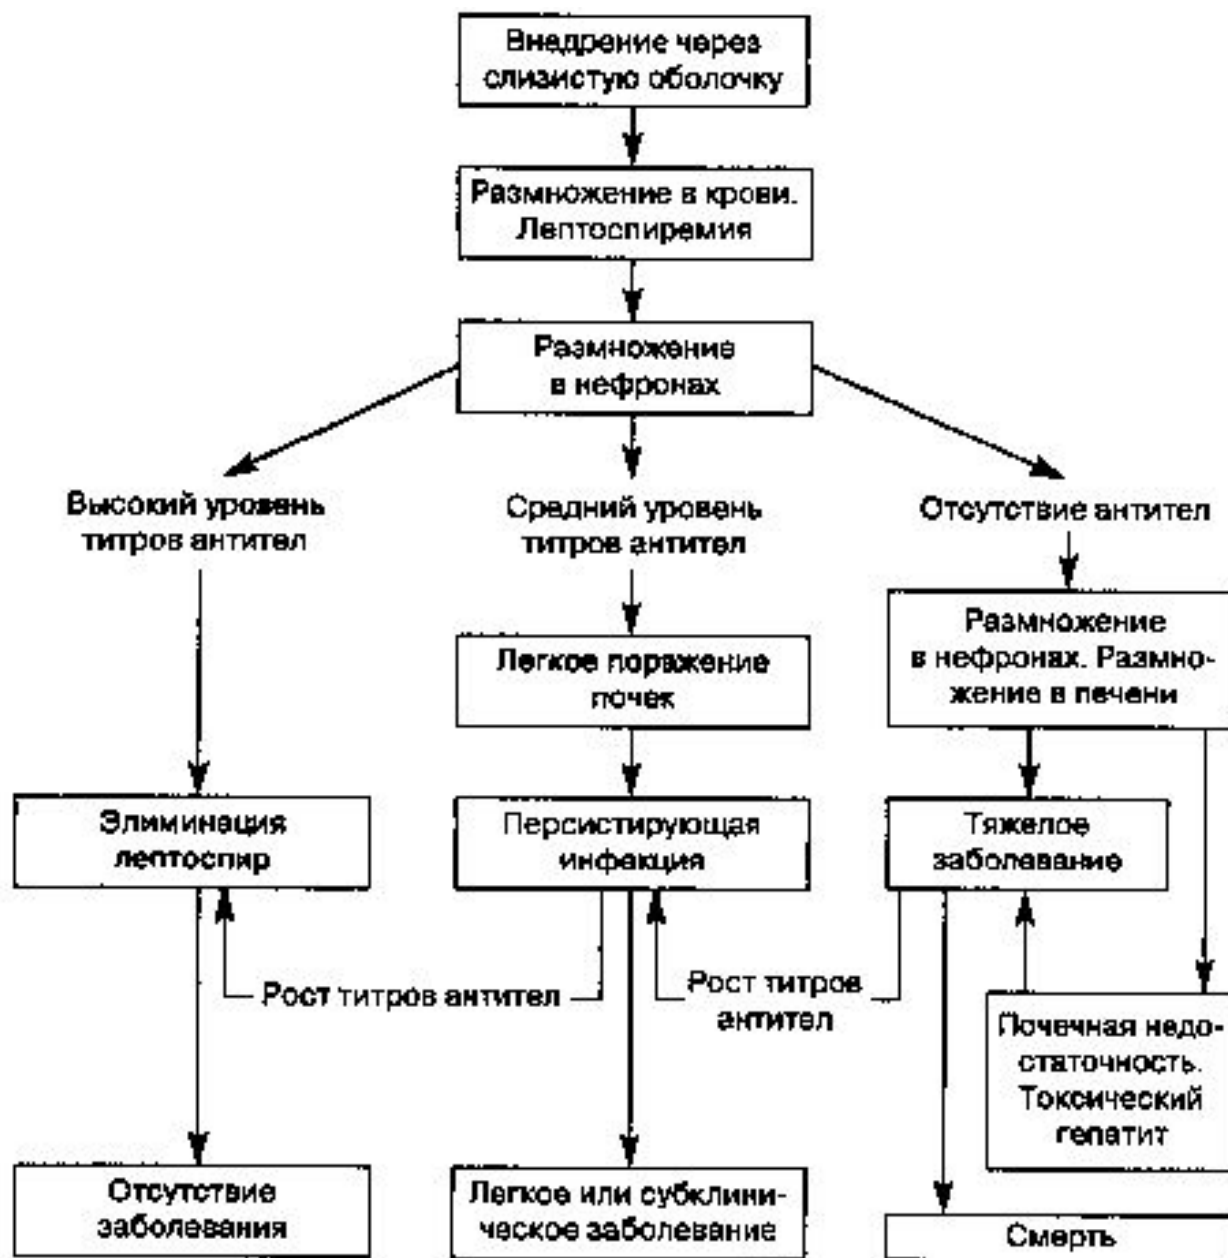 Внедрение через
слизистую оболочку
Размножение в крови.
Лептоспиремия
Размножение
в нефронах
Высокий уровень
титров антител
Средний уровень
титров антител
Отсутствие антител
Размножение
в нефронах. Размно-
жение в печени
Легкое поражение
почек
Элиминация
лептоспир
Персистирующая
инфекция
Тяжелое
заболевание
Рост титров антител
Рост титров
антител
Почечная недо-
статочность.
Токсический
гепатит
Отсутствие
заболевания
Легкое или субклини-
ческое заболевание
Смерть